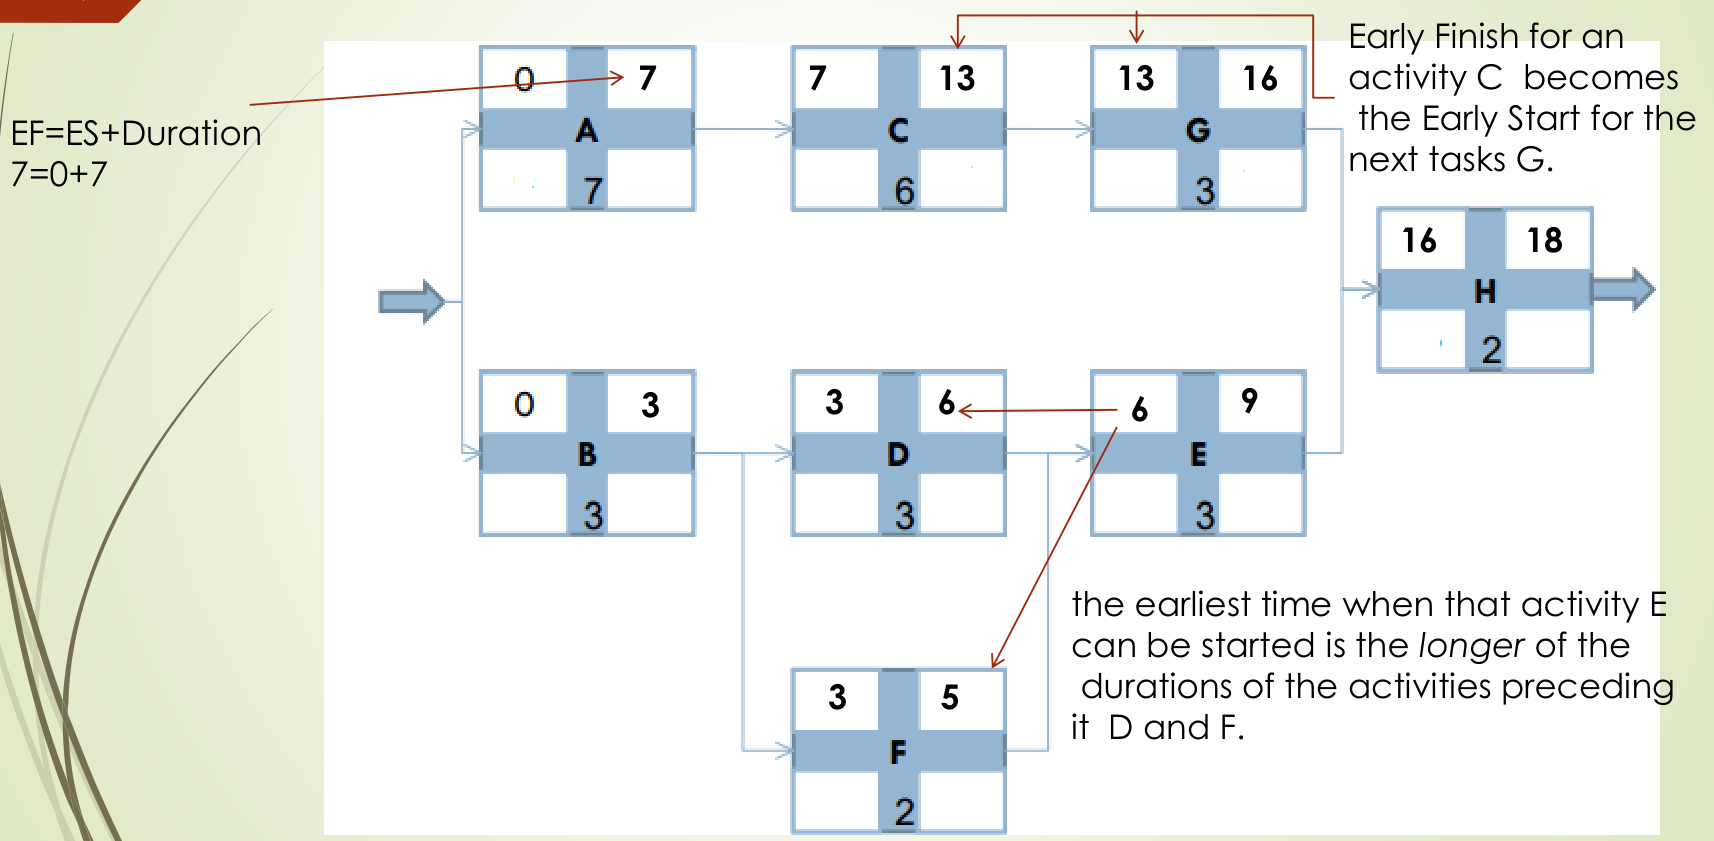 EF=ES+Duration
7=0+7
0 7
A
7
7 13
C
6
13 16
G
3
Early Finish for an
activity C becomes
the Early Start for the
next tasks G.
16 18
H
2
0 3
B
3
3 6
D
3
6 9
E
3
3 5
F
2
the earliest time when that activity E
can be started is the longer of the
durations of the activities preceding
it D and F.